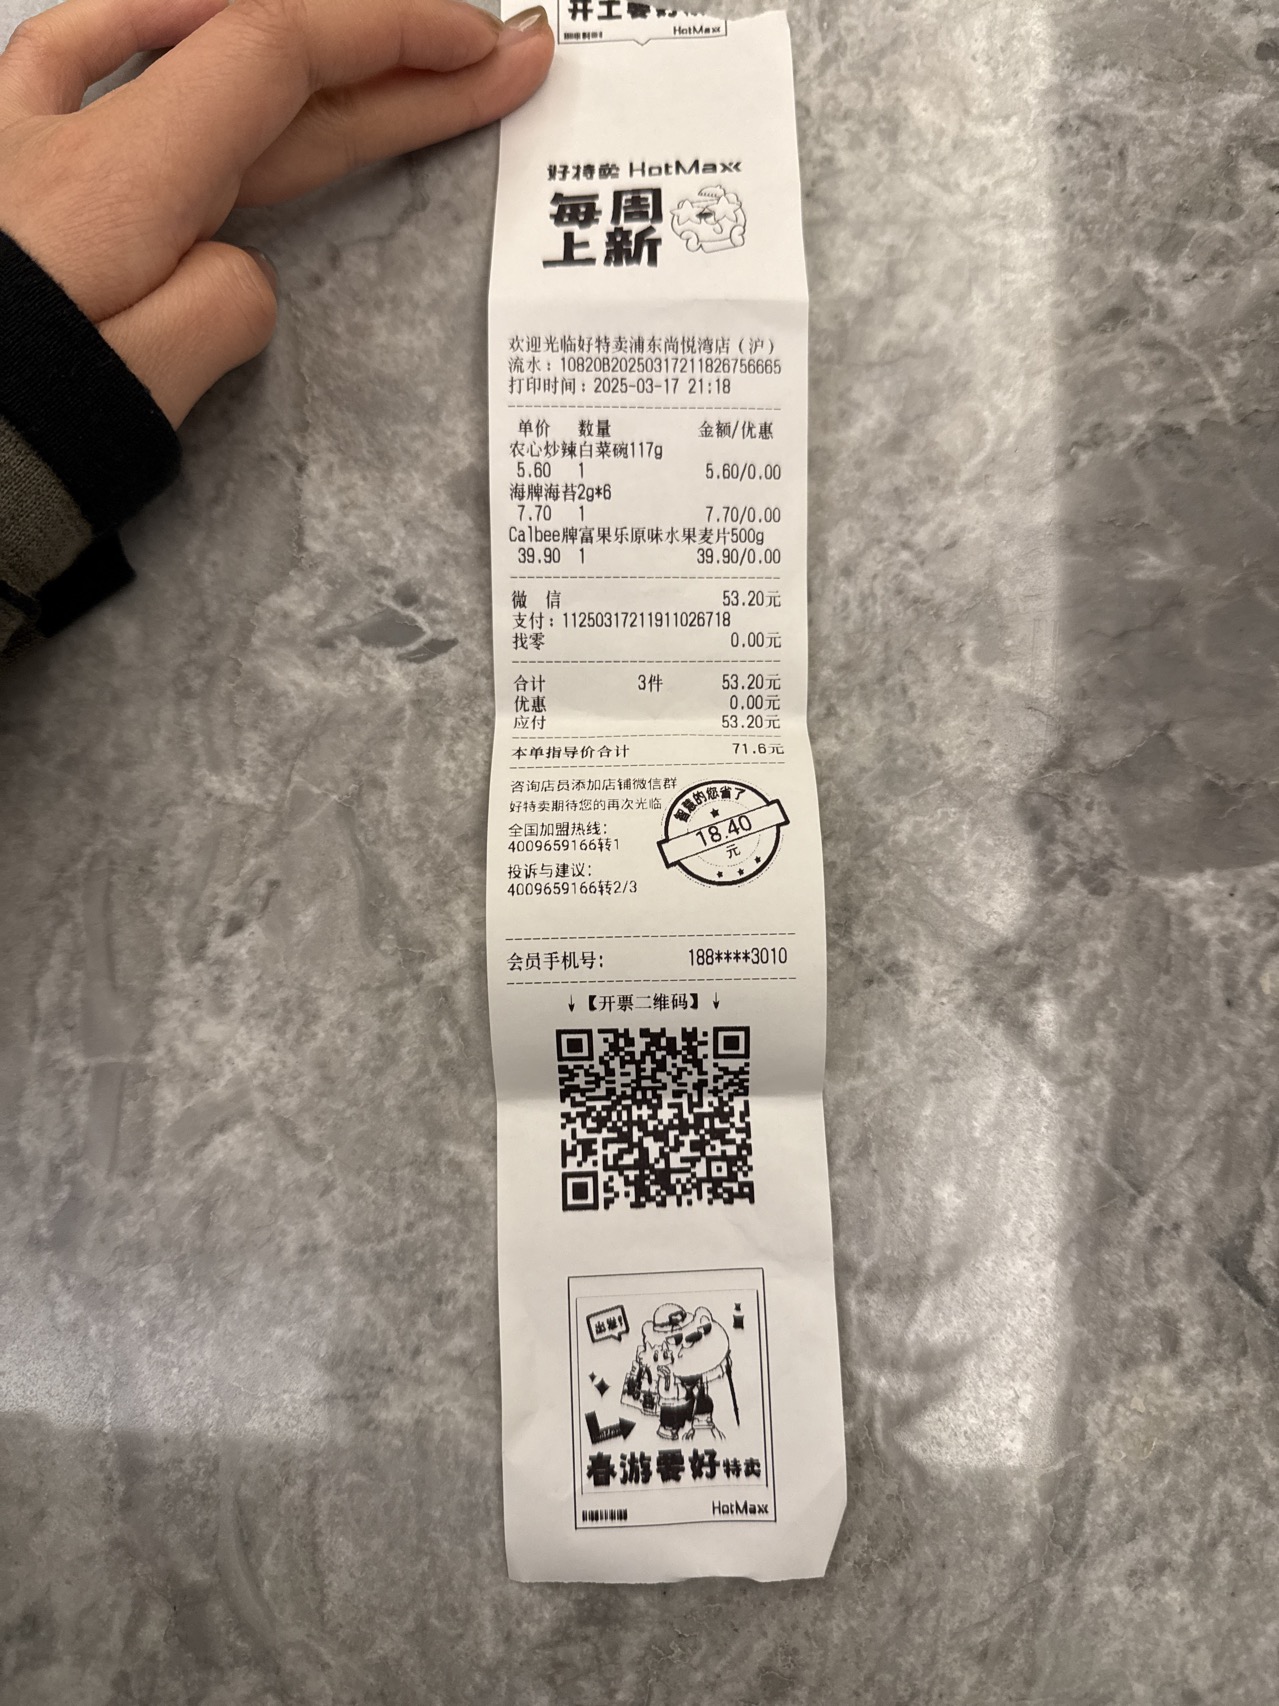 开工要好
HotMaxx
好特卖 HotMaxx
每周
上新
欢迎光临好特卖浦东尚悦湾店（沪）
流水：10820B20250317211826756665
打印时间：2025-03-17 21:18
单价 数量 金额/优惠
农心炒辣白菜碗117g
5.60 1 5.60/0.00
海牌海苔2g*6
7.70 1 7.70/0.00
Calbee牌富果乐原味水果麦片500g
39.90 1 39.90/0.00
微 信 53.20元
支付：11250317211911026718
找零 0.00元
合计 3件 53.20元
优惠 0.00元
应付 53.20元
本单指导价合计 71.6元
咨询店员添加店铺微信群
好特卖期待您的再次光临
智慧的您省了
18.40
元
全国加盟热线：
4009659166转1
投诉与建议：
4009659166转2/3
会员手机号： 188****3010
↓【开票二维码】↓
春游要好特卖
HotMaxx